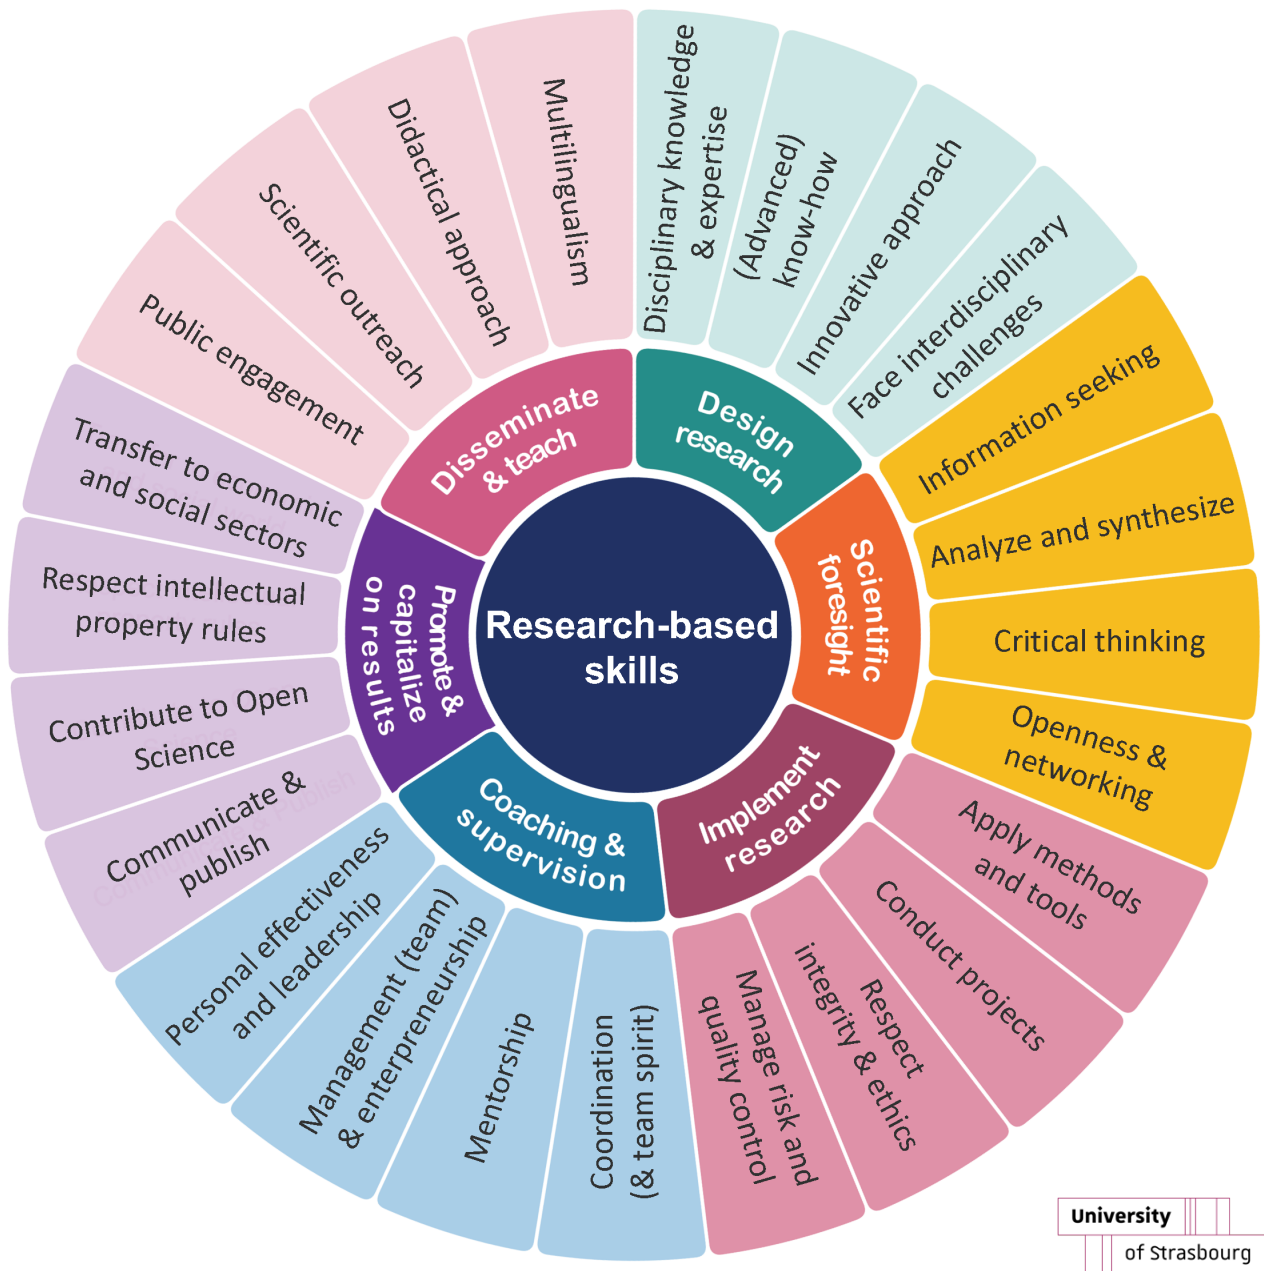 Research-based
skills
Design
research
Disciplinary knowledge
& expertise
(Advanced)
know-how
Innovative approach
Face interdisciplinary
challenges
Scientific
foresight
Information seeking
Analyze and synthesize
Critical thinking
Openness &
networking
Implement
research
Apply methods
and tools
Conduct projects
Respect
integrity & ethics
Manage risk and
quality control
Coaching &
supervision
Coordination
(& team spirit)
Mentorship
Management (team)
& enterpreneurship
Personal effectiveness
and leadership
Promote &
capitalize
on results
Communicate &
publish
Contribute to Open
Science
Respect intellectual
property rules
Transfer to economic
and social sectors
Disseminate
& teach
Public engagement
Scientific outreach
Didactical approach
Multilingualism
University
of Strasbourg